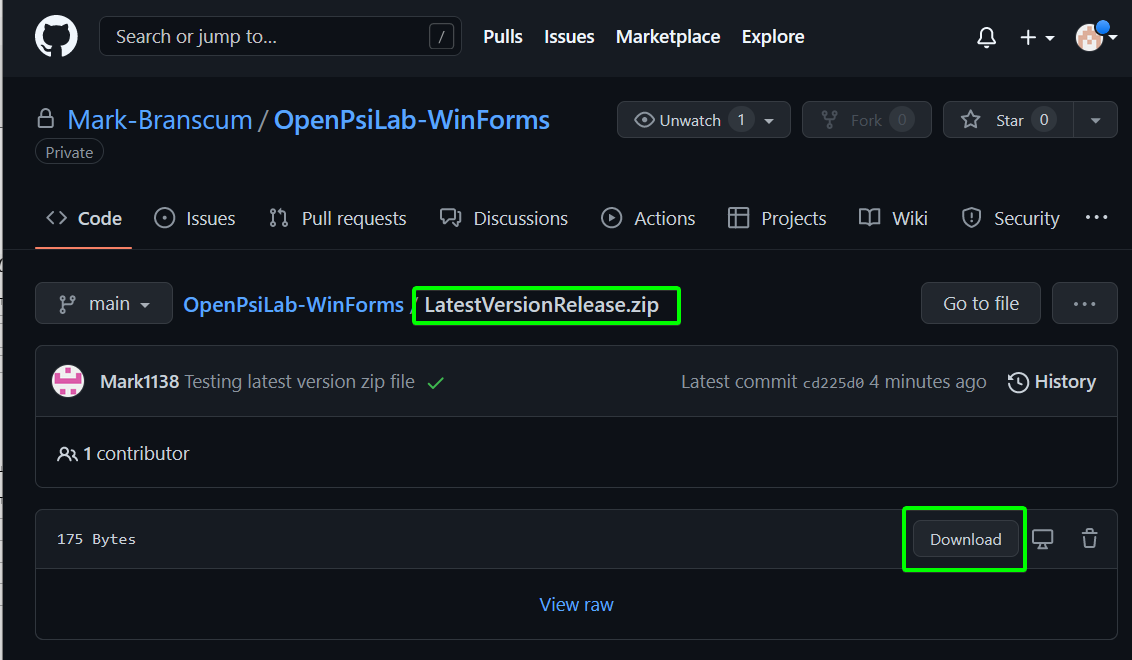 Search or jump to... / Pulls Issues Marketplace Explore
Mark-Branscum / OpenPsiLab-WinForms Unwatch 1 Fork 0 Star 0
Private
Code Issues Pull requests Discussions Actions Projects Wiki Security ...
main OpenPsiLab-WinForms / LatestVersionRelease.zip Go to file ...
Mark1138 Testing latest version zip file Latest commit cd225d0 4 minutes ago History
1 contributor
175 Bytes Download
View raw